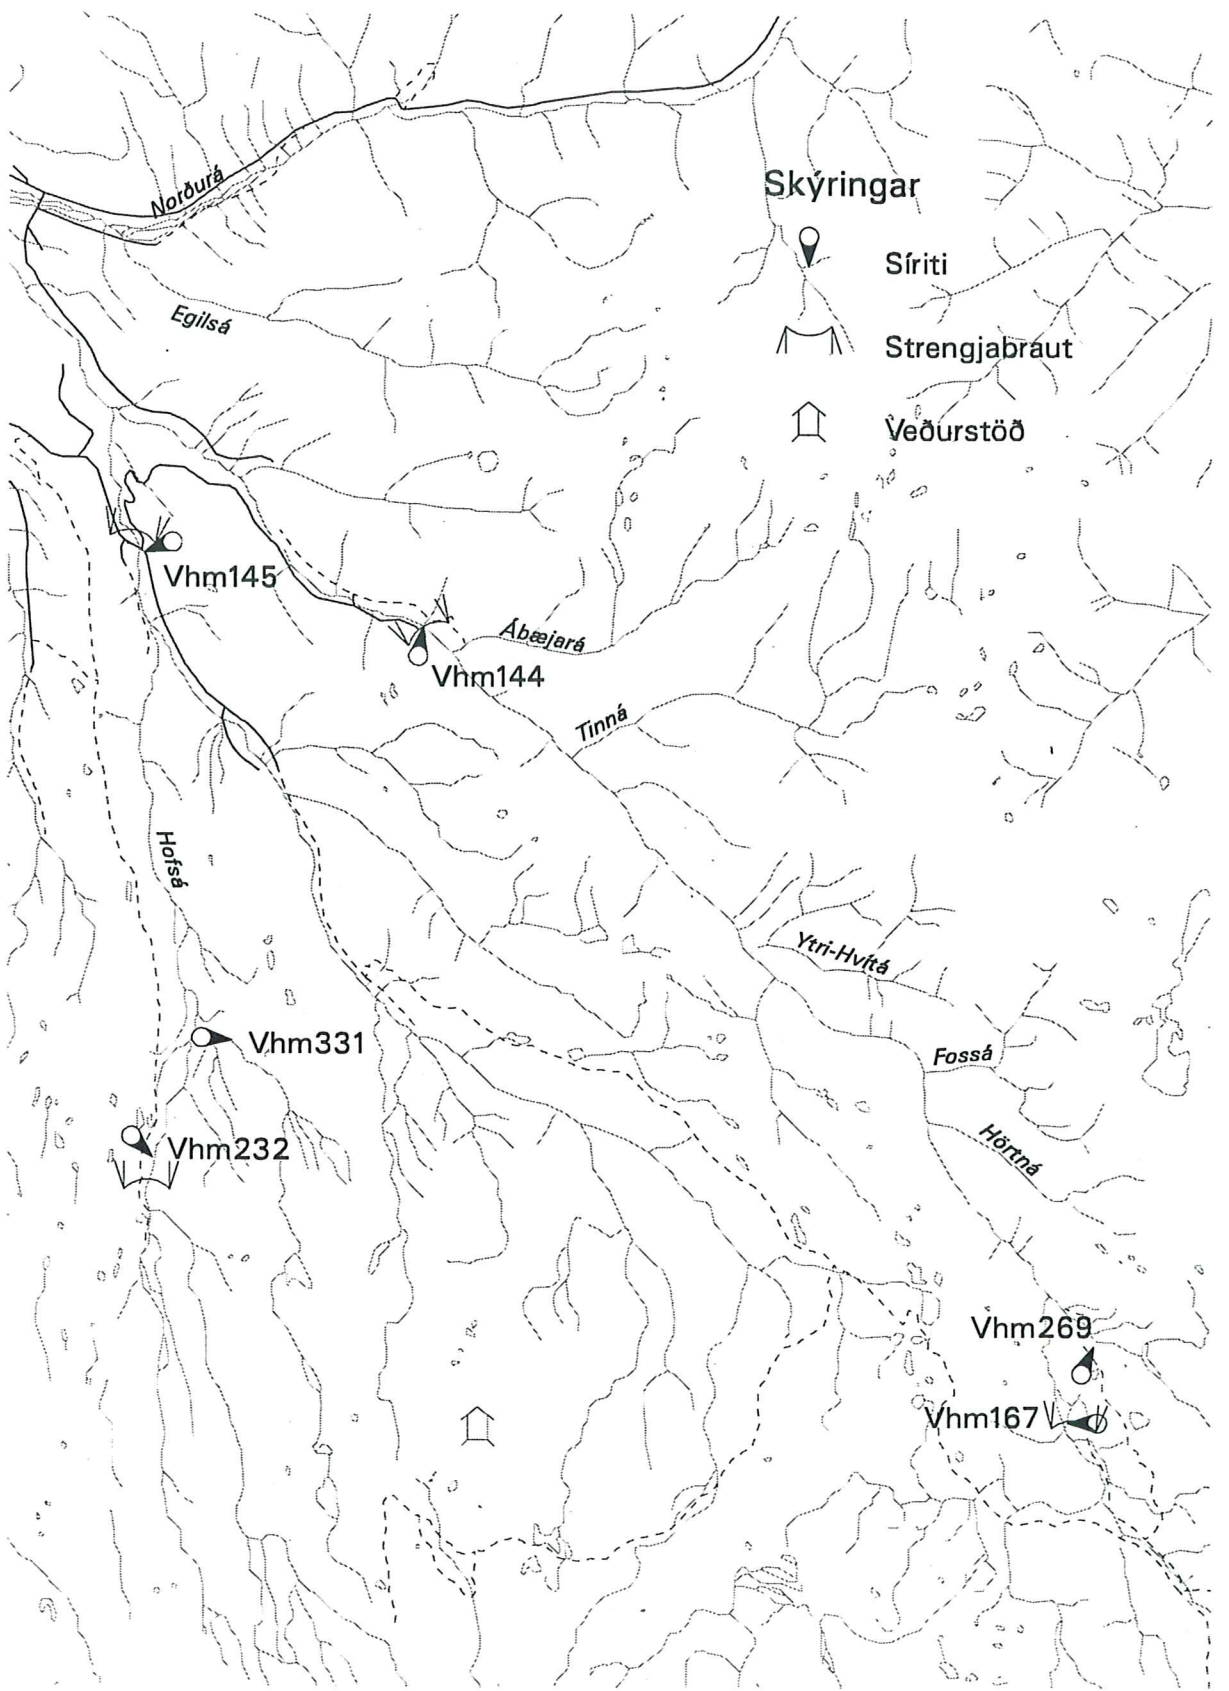 Norðurá
Skýringar
Síriti
Egilsá
Strengjabraut
Veðurstöð
Vhm145
Ábæjará
Vhm144
Tinná
Hofsá
Ytri-Hvítá
Vhm331
Fossá
Vhm232
Hörtná
Vhm269
Vhm167